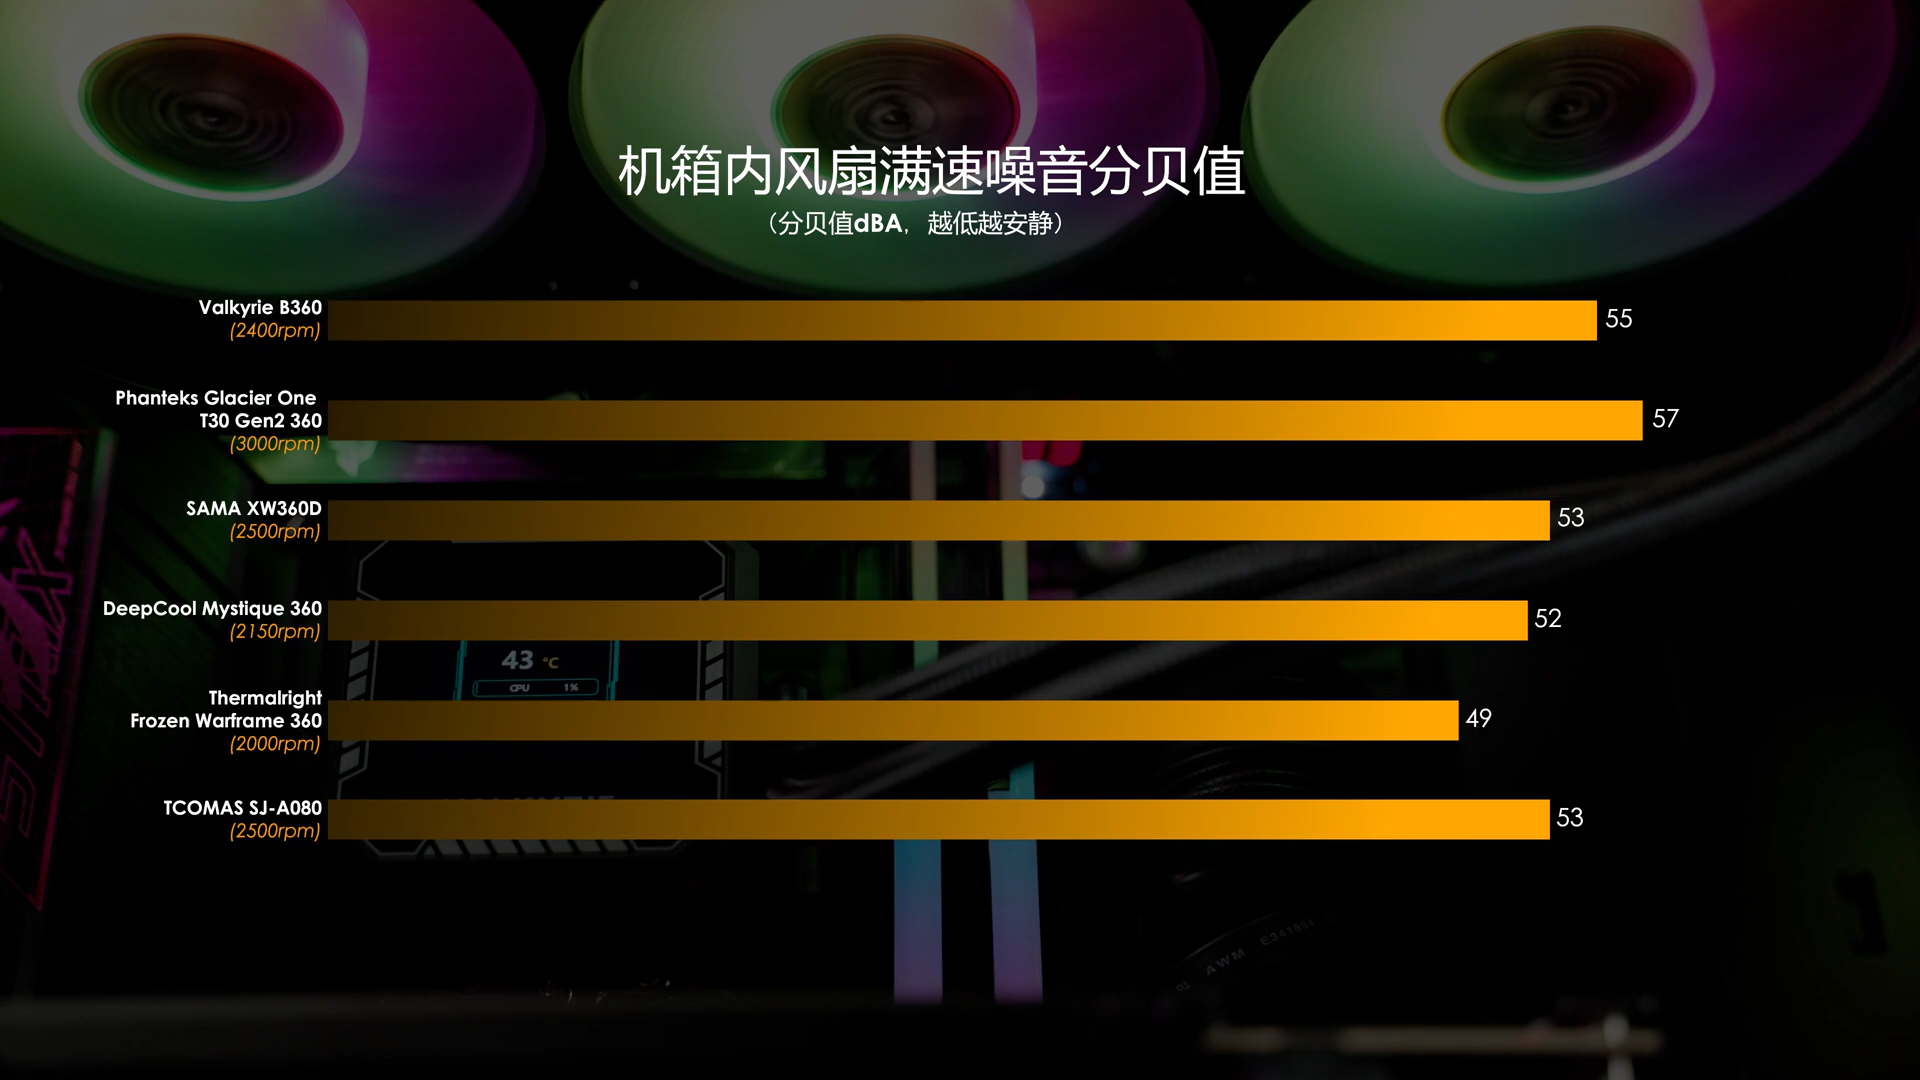 机箱内风扇满速噪音分贝值
（分贝值dBA，越低越安静）
Valkyrie B360
(2400rpm)
55
Phanteks Glacier One
T30 Gen2 360
(3000rpm)
57
SAMA XW360D
(2500rpm)
53
DeepCool Mystique 360
(2150rpm)
52
43 °C
CPU 1%
Thermalright
Frozen Warframe 360
(2000rpm)
49
TCOMAS SJ-A080
(2500rpm)
53
AWM E341894